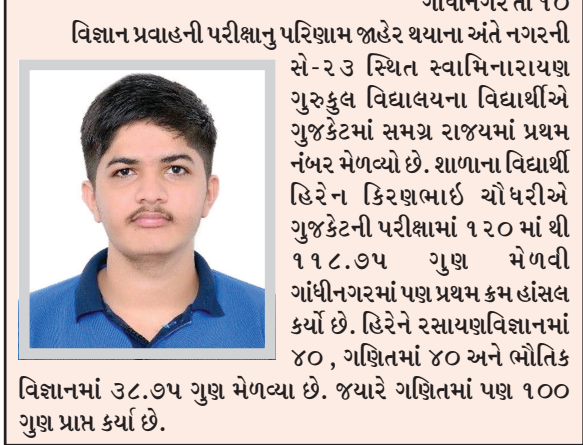 ગાંધીનગર તા ૧૦
વિજ્ઞાન પ્રવાહની પરીક્ષાનુ પરિણામ જાહેર થયાના અંતે નગરની
સે-૨૩ સ્થિત સ્વામિનારાયણ
ગુરુકુલ વિદ્યાલયના વિદ્યાર્થીએ
ગુજકેટમાં સમગ્ર રાજયમાં પ્રથમ
નંબર મેળવ્યો છે. શાળાના વિદ્યાર્થી
હિરેન કિરણભાઇ ચૌધરીએ
ગુજકેટની પરીક્ષામાં ૧૨૦ માં થી
૧૧૮.૭૫ ગુણ મેળવી
ગાંધીનગરમાં પણ પ્રથમ ક્રમ હાંસલ
કર્યો છે. હિરેને રસાયણવિજ્ઞાનમાં
૪૦ , ગણિતમાં ૪૦ અને ભૌતિક
વિજ્ઞાનમાં ૩૮.૭૫ ગુણ મેળવ્યા છે. જયારે ગણિતમાં પણ ૧૦૦
ગુણ પ્રાપ્ત કર્યા છે.